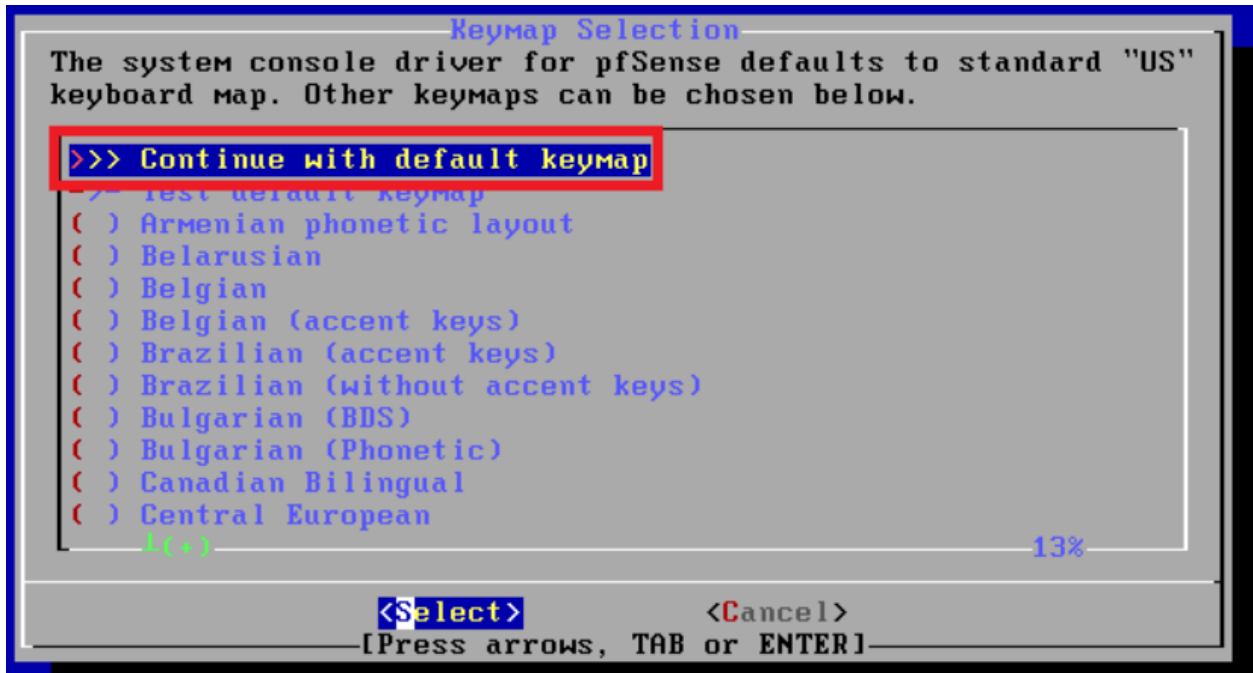 Keymap Selection
The system console driver for pfSense defaults to standard "US"
keyboard map. Other keymaps can be chosen below.
>>> Continue with default keymap
->- Test default keymap
( ) Armenian phonetic layout
( ) Belarusian
( ) Belgian
( ) Belgian (accent keys)
( ) Brazilian (accent keys)
( ) Brazilian (without accent keys)
( ) Bulgarian (BDS)
( ) Bulgarian (Phonetic)
( ) Canadian Bilingual
( ) Central European
┴(+) 13%
<Select> <Cancel>
[Press arrows, TAB or ENTER]